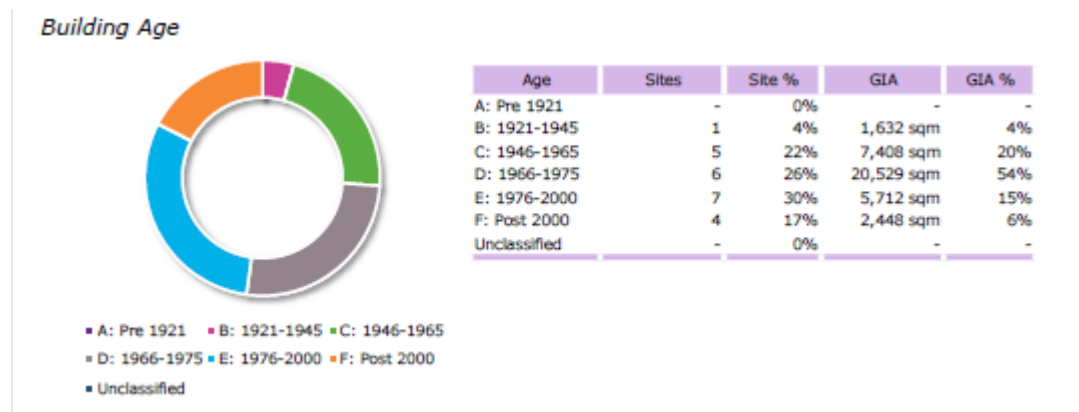 Building Age
Age Sites Site % GIA GIA %
A: Pre 1921 - 0% - -
B: 1921-1945 1 4% 1,632 sqm 4%
C: 1946-1965 5 22% 7,408 sqm 20%
D: 1966-1975 6 26% 20,529 sqm 54%
E: 1976-2000 7 30% 5,712 sqm 15%
F: Post 2000 4 17% 2,448 sqm 6%
Unclassified - 0% - -
A: Pre 1921 B: 1921-1945 C: 1946-1965
D: 1966-1975 E: 1976-2000 F: Post 2000
Unclassified